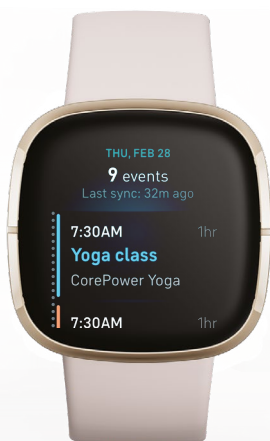 THU, FEB 28
9 events
Last sync: 32m ago
7:30AM 1hr
Yoga class
CorePower Yoga
7:30AM 1hr